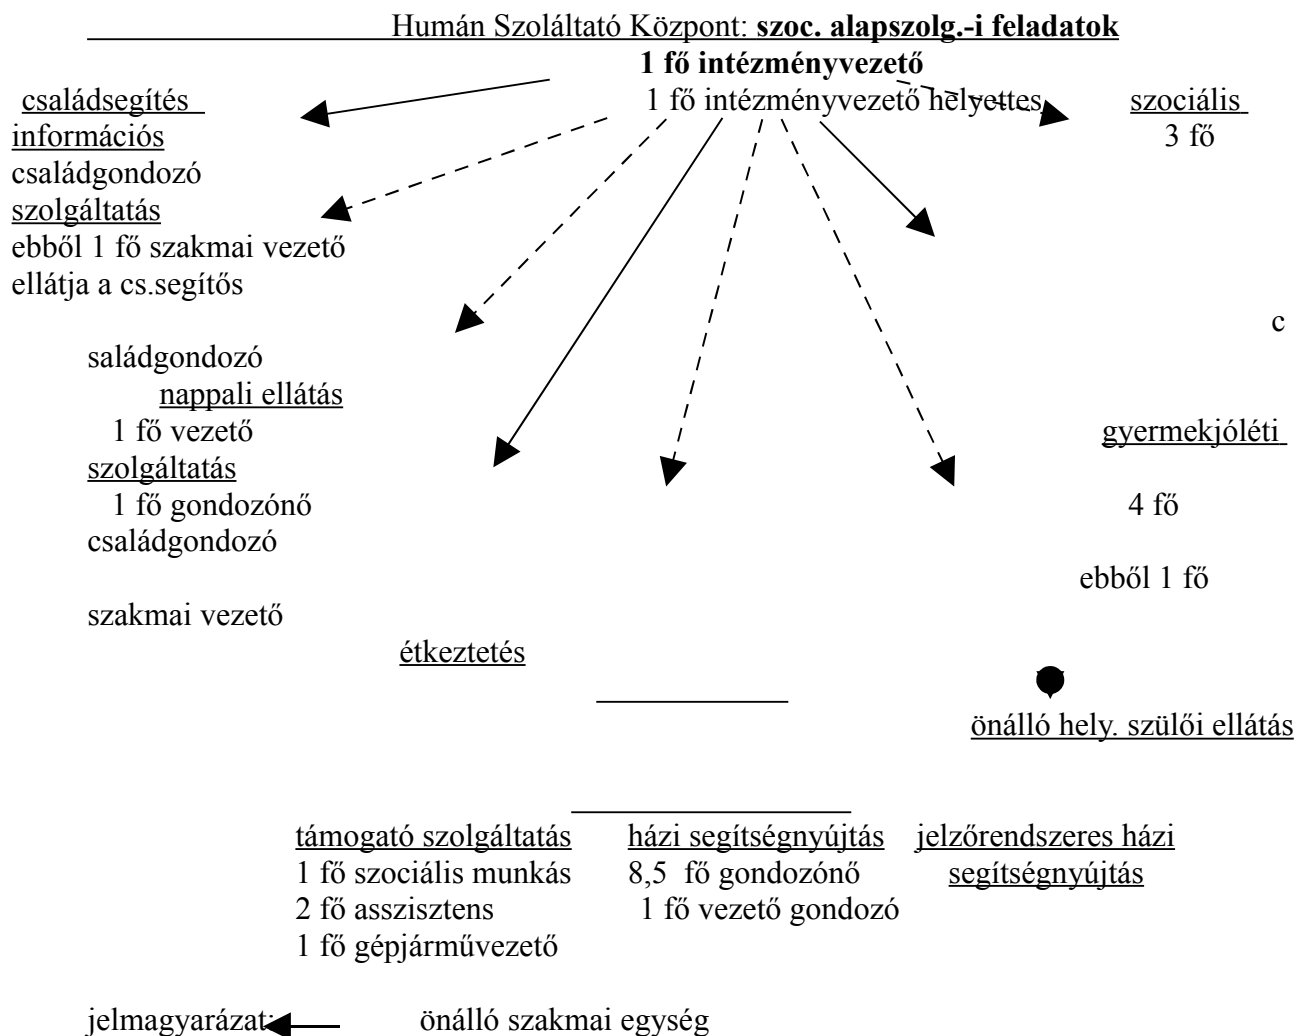 Humán Szoláltató Központ: szoc. alapszolg.-i feladatok
1 fő intézményvezető
családsegítés 1 fő intézményvezető helyettes szociális
információs 3 fő
családgondozó
szolgáltatás
ebből 1 fő szakmai vezető
ellátja a cs.segítős
c
saládgondozó
nappali ellátás
1 fő vezető gyermekjóléti
szolgáltatás
1 fő gondozónő 4 fő
családgondozó
ebből 1 fő
szakmai vezető
étkeztetés
önálló hely. szülői ellátás
támogató szolgáltatás házi segítségnyújtás jelzőrendszeres házi
1 fő szociális munkás 8,5 fő gondozónő segítségnyújtás
2 fő asszisztens 1 fő vezető gondozó
1 fő gépjárművezető
jelmagyarázat: önálló szakmai egység